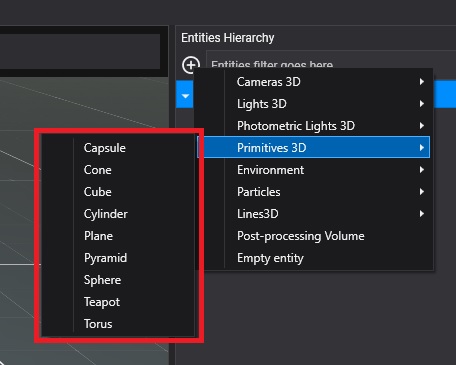 Entities Hierarchy
Entities filter goes here
Cameras 3D
Lights 3D
Photometric Lights 3D
Primitives 3D
Environment
Particles
Lines3D
Post-processing Volume
Empty entity
Capsule
Cone
Cube
Cylinder
Plane
Pyramid
Sphere
Teapot
Torus